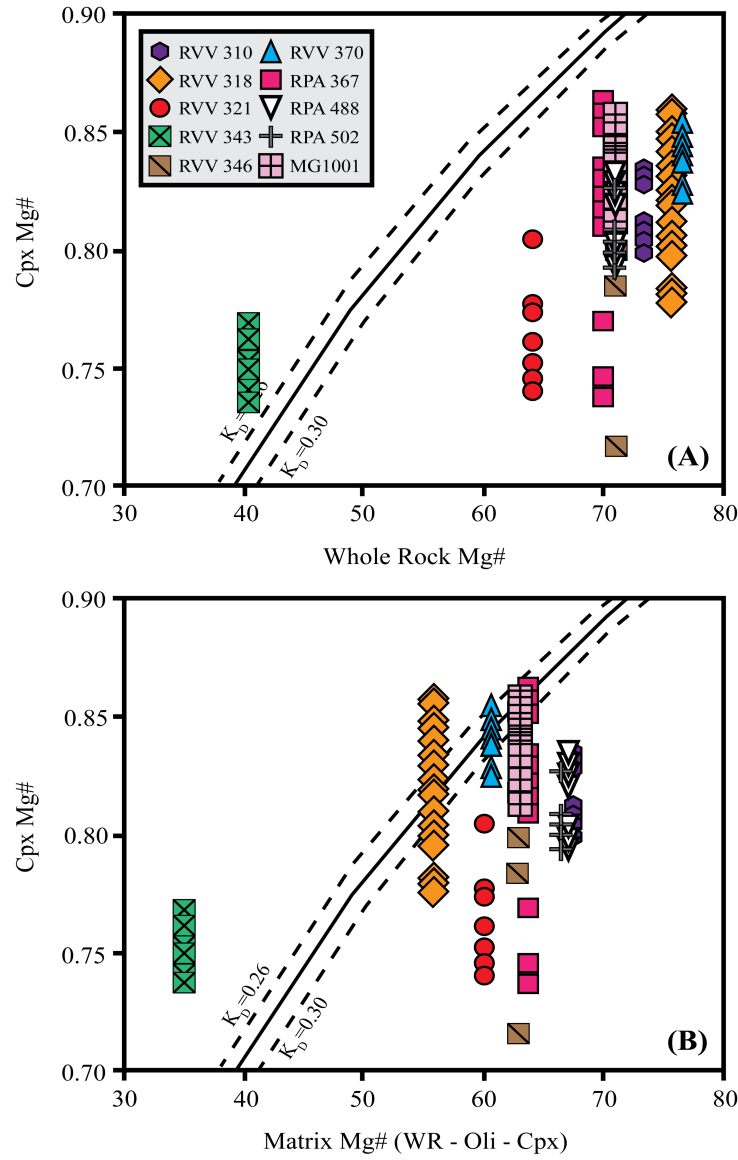 0.90
0.85
0.80
0.75
0.70
Cpx Mg#
RVV 310
RVV 318
RVV 321
RVV 343
RVV 346
RVV 370
RPA 367
RPA 488
RPA 502
MG1001
K_D=0.30
(A)
30
40
50
60
70
80
Whole Rock Mg#
0.90
0.85
0.80
0.75
0.70
Cpx Mg#
K_D=0.26
K_D=0.30
(B)
30
40
50
60
70
80
Matrix Mg# (WR - Oli - Cpx)